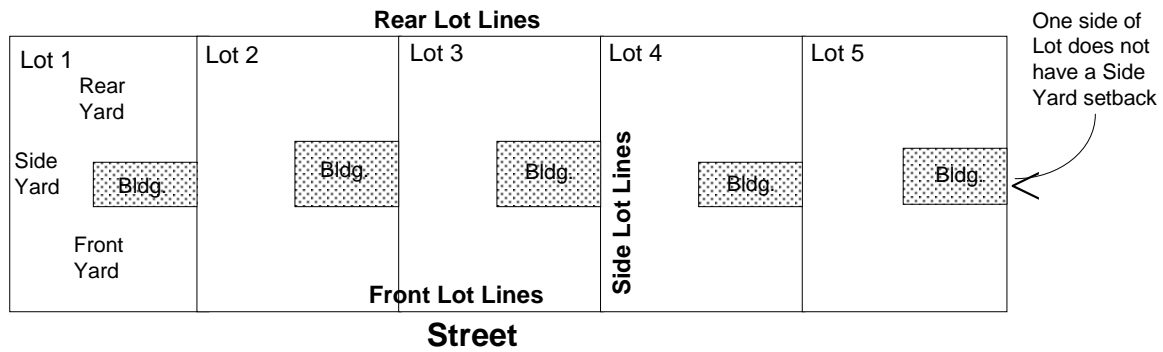 Rear Lot Lines
One side of
Lot does not
have a Side
Yard setback
Lot 1
Lot 2
Lot 3
Lot 4
Lot 5
Rear
Yard
Side
Yard
Bldg.
Bldg.
Bldg.
Bldg.
Bldg.
Side Lot Lines
Front
Yard
Front Lot Lines
Street